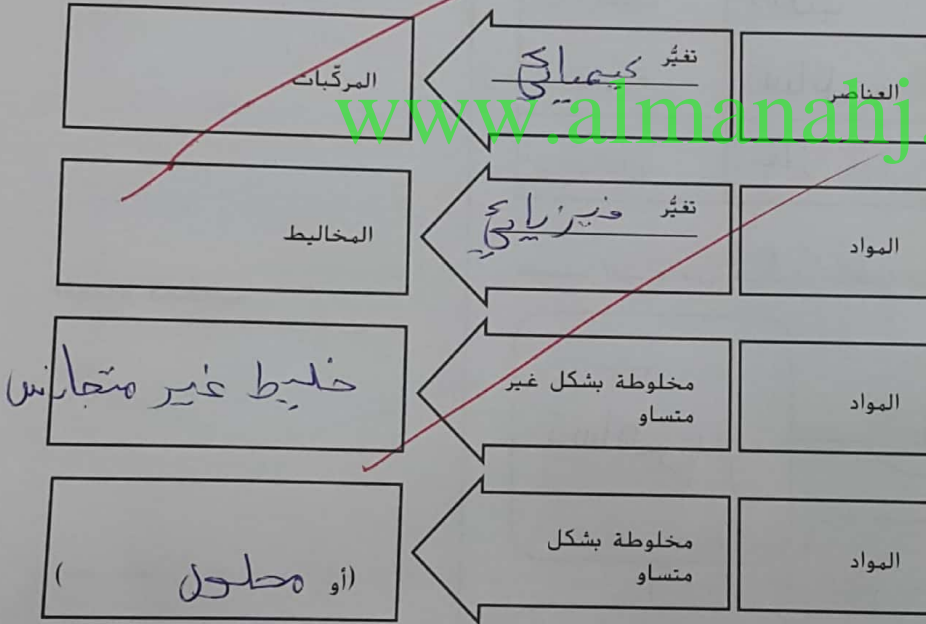 العناصر
تغيُّر كيميائي
المركّبات
www.almanahj.
المواد
تغيُّر فيزيائي
المخاليط
المواد
مخلوطة بشكل غير
متساو
خليط غير متجانس
المواد
مخلوطة بشكل
متساو
(أو محلول)